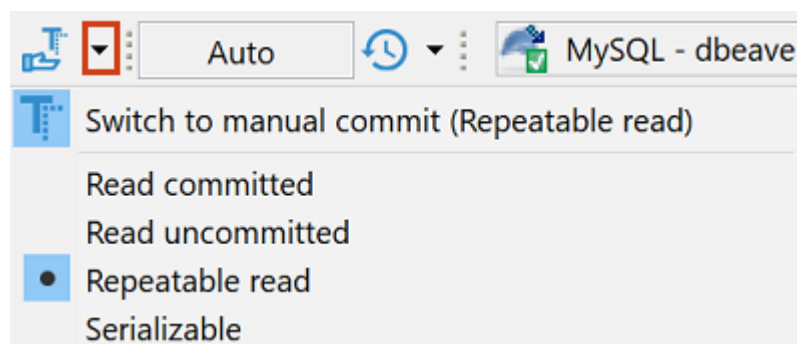 Auto
MySQL - dbeave
Switch to manual commit (Repeatable read)
Read committed
Read uncommitted
Repeatable read
Serializable